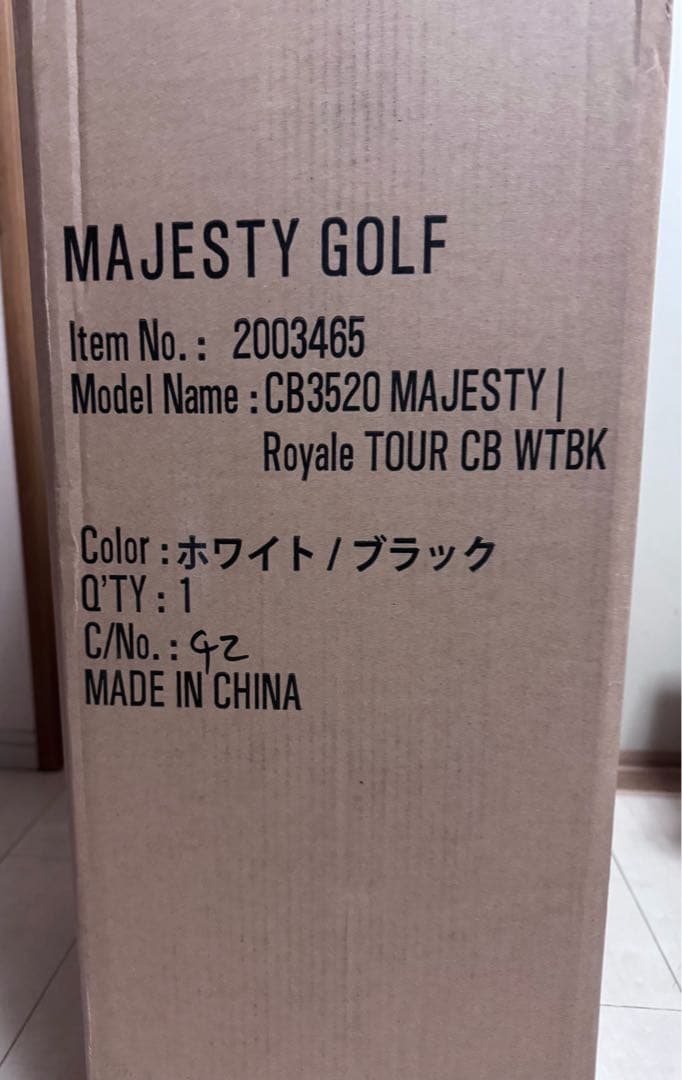 MAJESTY GOLF
Item No. : 2003465
Model Name : CB3520 MAJESTY |
Royale TOUR CB WTBK
Color : ホワイト / ブラック
Q'TY : 1
C/No. : 92
MADE IN CHINA